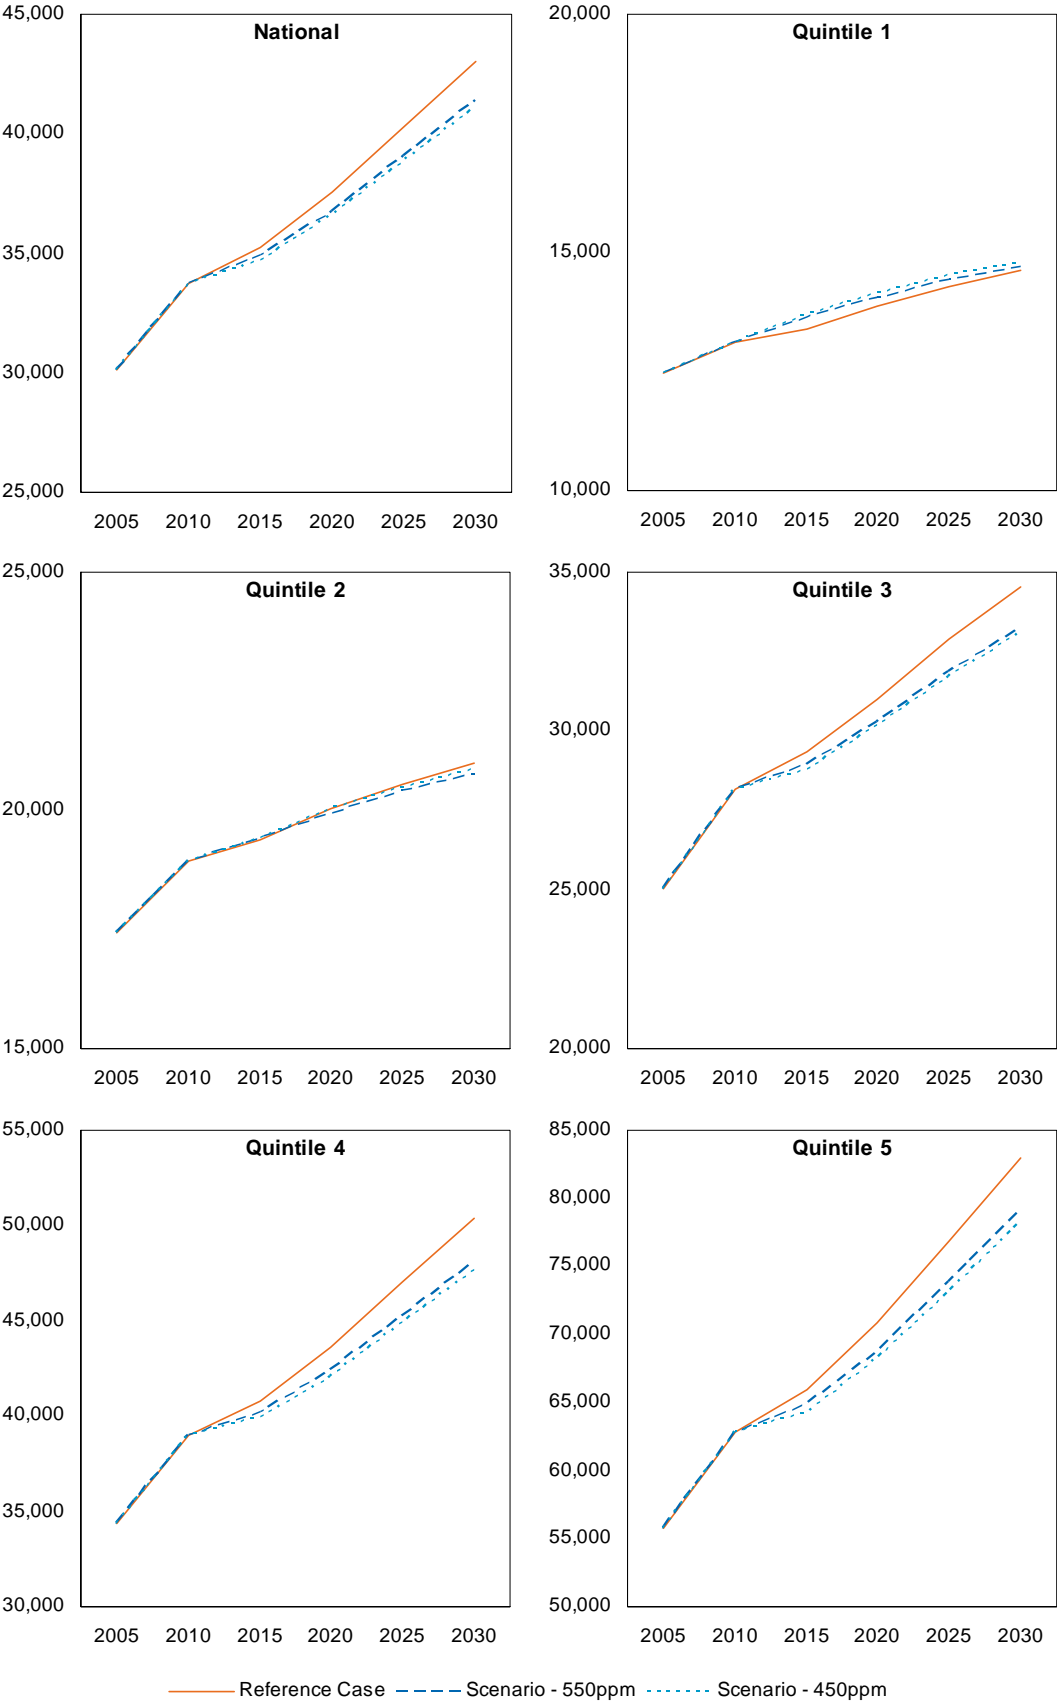 National
45,000
40,000
35,000
30,000
25,000
2005 2010 2015 2020 2025 2030
Quintile 1
20,000
15,000
10,000
2005 2010 2015 2020 2025 2030
Quintile 2
25,000
20,000
15,000
2005 2010 2015 2020 2025 2030
Quintile 3
35,000
30,000
25,000
20,000
2005 2010 2015 2020 2025 2030
Quintile 4
55,000
50,000
45,000
40,000
35,000
30,000
2005 2010 2015 2020 2025 2030
Quintile 5
85,000
80,000
75,000
70,000
65,000
60,000
55,000
50,000
2005 2010 2015 2020 2025 2030
Reference Case Scenario - 550ppm Scenario - 450ppm